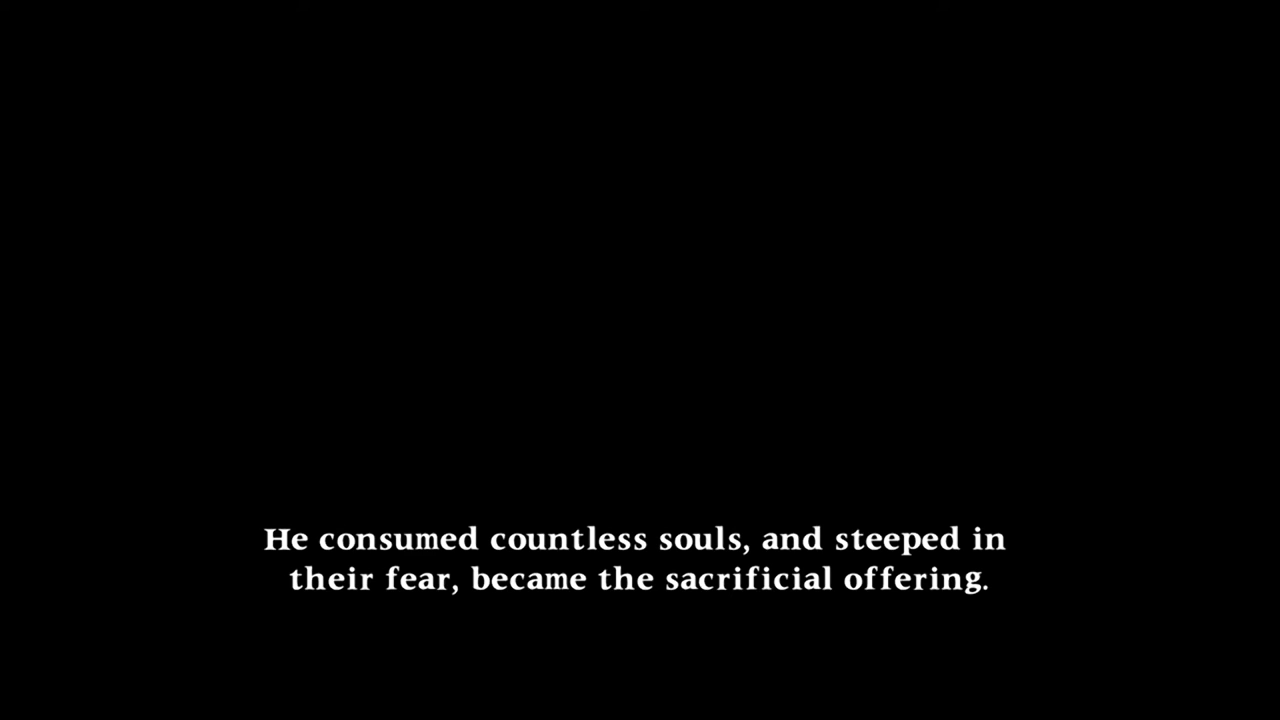 He consumed countless souls, and steeped in
their fear, became the sacrificial offering.